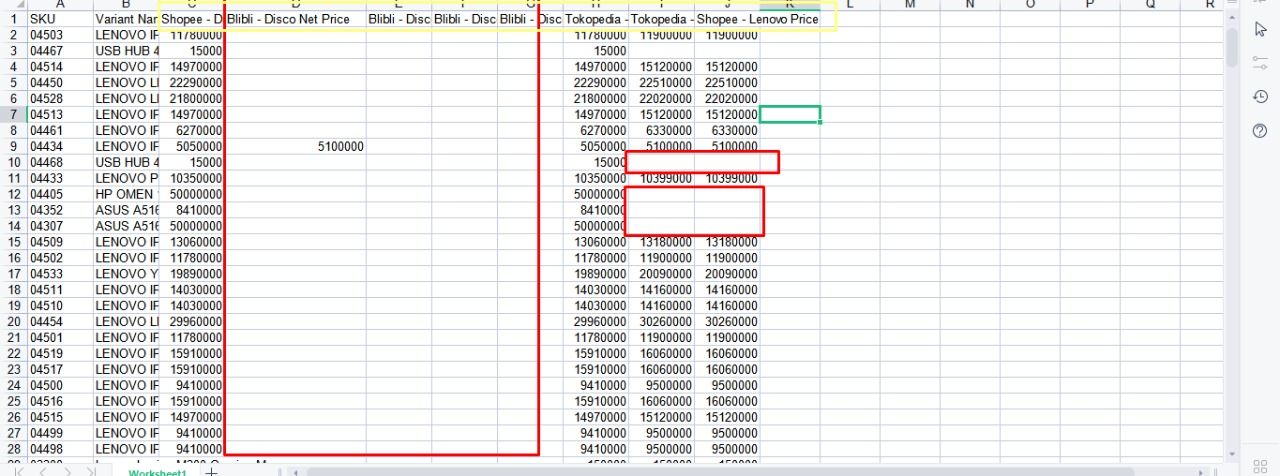 A B C D E F G H I J K L M N O P Q R
1 SKU Variant Nar Shopee - D Blibli - Disco Net Price Blibli - Disc Blibli - Disc Blibli - Disc Tokopedia - Tokopedia - Shopee - Lenovo Price
2 04503 LENOVO IF 11780000 11780000 11900000 11900000
3 04467 USB HUB 4 15000 15000
4 04514 LENOVO IF 14970000 14970000 15120000 15120000
5 04450 LENOVO LI 22290000 22290000 22510000 22510000
6 04528 LENOVO LI 21800000 21800000 22020000 22020000
7 04513 LENOVO IF 14970000 14970000 15120000 15120000
8 04461 LENOVO IF 6270000 6270000 6330000 6330000
9 04434 LENOVO IF 5050000 5100000 5050000 5100000 5100000
10 04468 USB HUB 4 15000 15000
11 04433 LENOVO P 10350000 10350000 10399000 10399000
12 04405 HP OMEN 50000000 50000000
13 04352 ASUS A516 8410000 8410000
14 04307 ASUS A516 50000000 50000000
15 04509 LENOVO IF 13060000 13060000 13180000 13180000
16 04502 LENOVO IF 11780000 11780000 11900000 11900000
17 04533 LENOVO Y 19890000 19890000 20090000 20090000
18 04511 LENOVO IF 14030000 14030000 14160000 14160000
19 04510 LENOVO IF 14030000 14030000 14160000 14160000
20 04454 LENOVO LI 29960000 29960000 30260000 30260000
21 04501 LENOVO IF 11780000 11780000 11900000 11900000
22 04519 LENOVO IF 15910000 15910000 16060000 16060000
23 04517 LENOVO IF 15910000 15910000 16060000 16060000
24 04500 LENOVO IF 9410000 9410000 9500000 9500000
25 04516 LENOVO IF 15910000 15910000 16060000 16060000
26 04515 LENOVO IF 14970000 14970000 15120000 15120000
27 04499 LENOVO IF 9410000 9410000 9500000 9500000
28 04498 LENOVO IF 9410000 9410000 9500000 9500000
Worksheet1